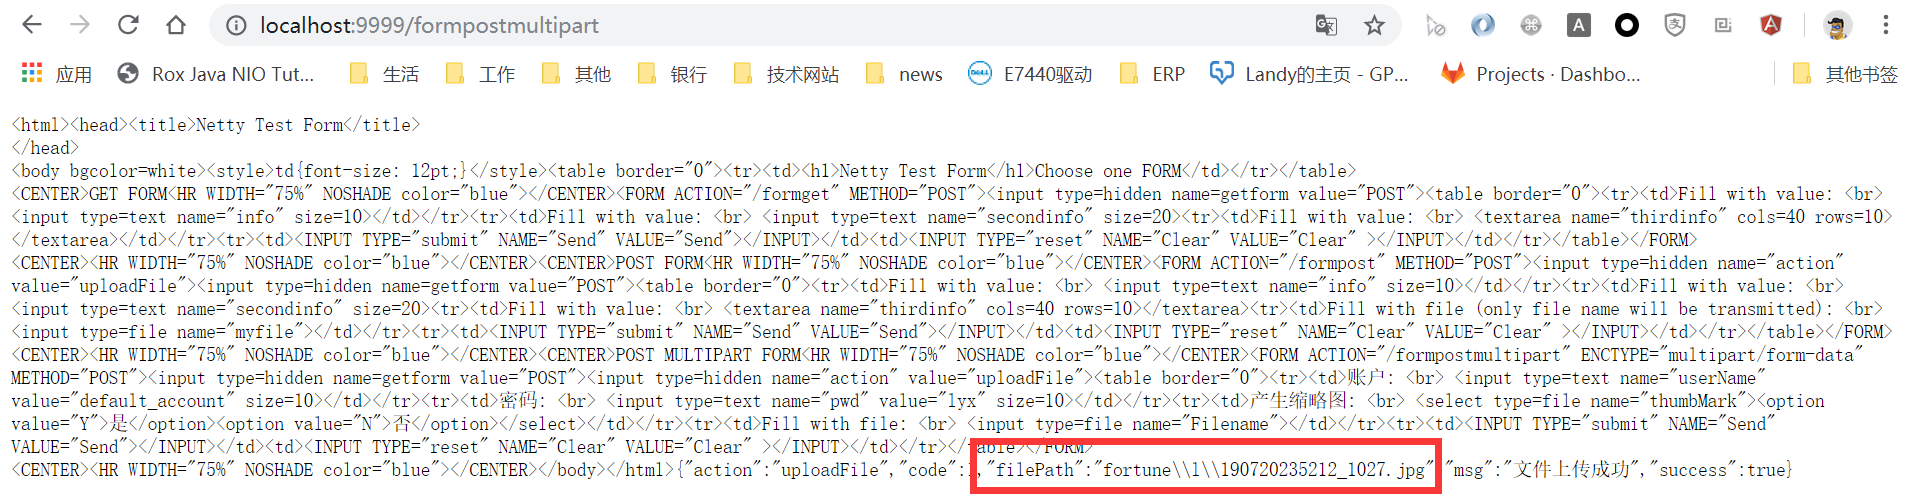 localhost:9999/formpostmultipart
应用 Rox Java NIO Tut... 生活 工作 其他 银行 技术网站 news E7440驱动 ERP Landy的主页 - GP... Projects · Dashbo... 其他书签
<html><head><title>Netty Test Form</title>
</head>
<body bgcolor=white><style>td{font-size: 12pt;}</style><table border="0"><tr><td><h1>Netty Test Form</h1>Choose one FORM</td></tr></table>
<CENTER>GET FORM<HR WIDTH="75%" NOSHADE color="blue"></CENTER><FORM ACTION="/formget" METHOD="POST"><input type=hidden name=getform value="POST"><table border="0"><tr><td>Fill with value: <br>
<input type=text name="info" size=10></td></tr><tr><td>Fill with value: <br> <input type=text name="secondinfo" size=20><tr><td>Fill with value: <br> <textarea name="thirdinfo" cols=40 rows=10>
</textarea></td></tr><tr><td><INPUT TYPE="submit" NAME="Send" VALUE="Send"></INPUT></td><td><INPUT TYPE="reset" NAME="Clear" VALUE="Clear" ></INPUT></td></tr></table></FORM>
<CENTER><HR WIDTH="75%" NOSHADE color="blue"></CENTER><CENTER>POST FORM<HR WIDTH="75%" NOSHADE color="blue"></CENTER><FORM ACTION="/formpost" METHOD="POST"><input type=hidden name="action"
value="uploadFile"><input type=hidden name=getform value="POST"><table border="0"><tr><td>Fill with value: <br> <input type=text name="info" size=10></td></tr><tr><td>Fill with value: <br>
<input type=text name="secondinfo" size=20><tr><td>Fill with value: <br> <textarea name="thirdinfo" cols=40 rows=10></textarea><tr><td>Fill with file (only file name will be transmitted): <br>
<input type=file name="myfile"></td></tr><tr><td><INPUT TYPE="submit" NAME="Send" VALUE="Send"></INPUT></td><td><INPUT TYPE="reset" NAME="Clear" VALUE="Clear" ></INPUT></td></tr></table></FORM>
<CENTER><HR WIDTH="75%" NOSHADE color="blue"></CENTER><CENTER>POST MULTIPART FORM<HR WIDTH="75%" NOSHADE color="blue"></CENTER><FORM ACTION="/formpostmultipart" ENCTYPE="multipart/form-data"
METHOD="POST"><input type=hidden name=getform value="POST"><input type=hidden name="action" value="uploadFile"><table border="0"><tr><td>账户: <br> <input type=text name="userName"
value="default_account" size=10></td></tr><tr><td>密码: <br> <input type=text name="pwd" value="lyx" size=10></td></tr><tr><td>产生缩略图: <br> <select type=file name="thumbMark"><option
value="Y">是</option><option value="N">否</option></select></td></tr><td>Fill with file: <br> <input type=file name="Filename"></td></tr><tr><td><INPUT TYPE="submit" NAME="Send"
VALUE="Send"></INPUT></td><td><INPUT TYPE="reset" NAME="Clear" VALUE="Clear" ></INPUT></td></tr></table></FORM>
<CENTER><HR WIDTH="75%" NOSHADE color="blue"></CENTER></body></html>{"action":"uploadFile","code":1,"filePath":"fortune\\1\\190720235212_1027.jpg","msg":"文件上传成功","success":true}